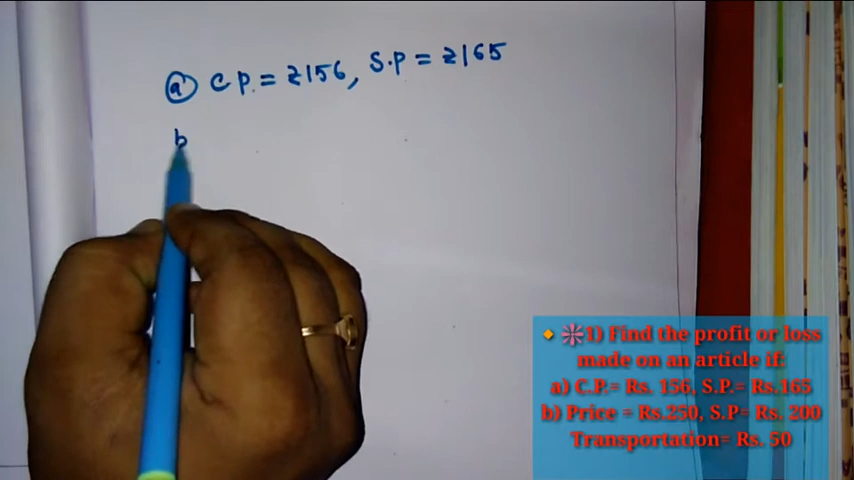 a C.P. = ₹156, S.P = ₹165
b
1) Find the profit or loss
made on an article if:
a) C.P.= Rs. 156, S.P.= Rs.165
b) Price = Rs.250, S.P= Rs. 200
Transportation= Rs. 50